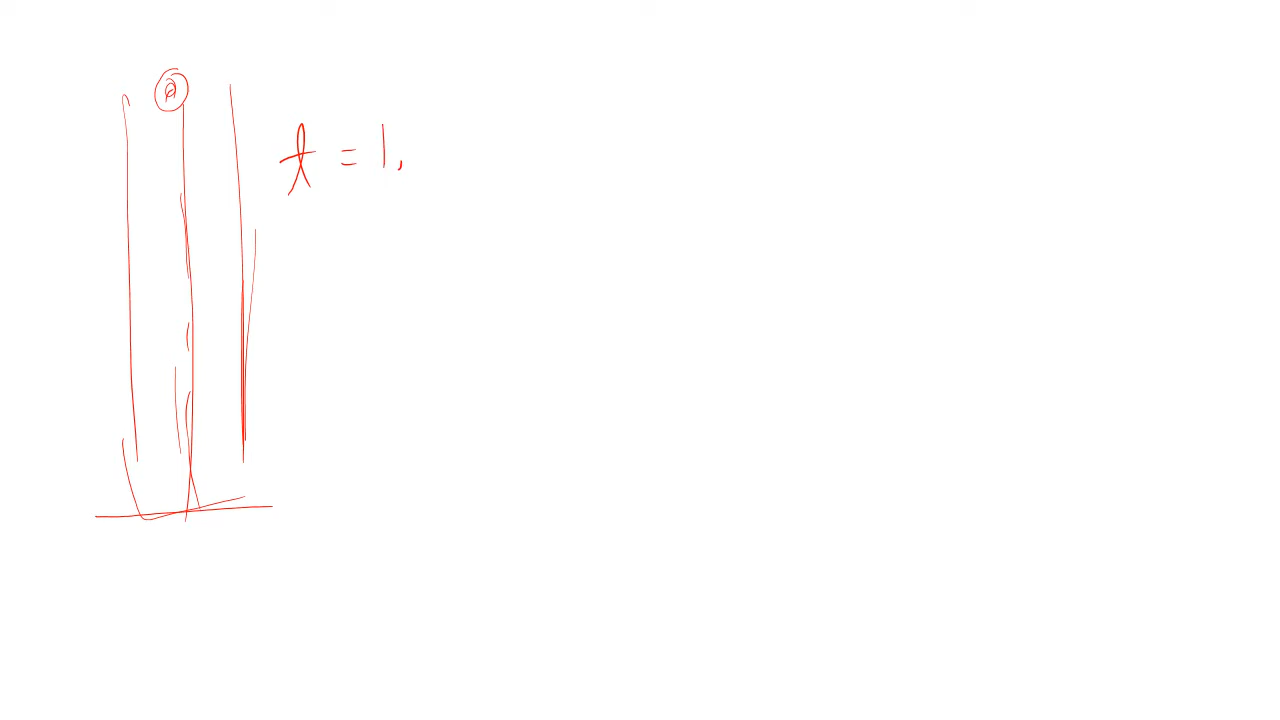 t = 1,